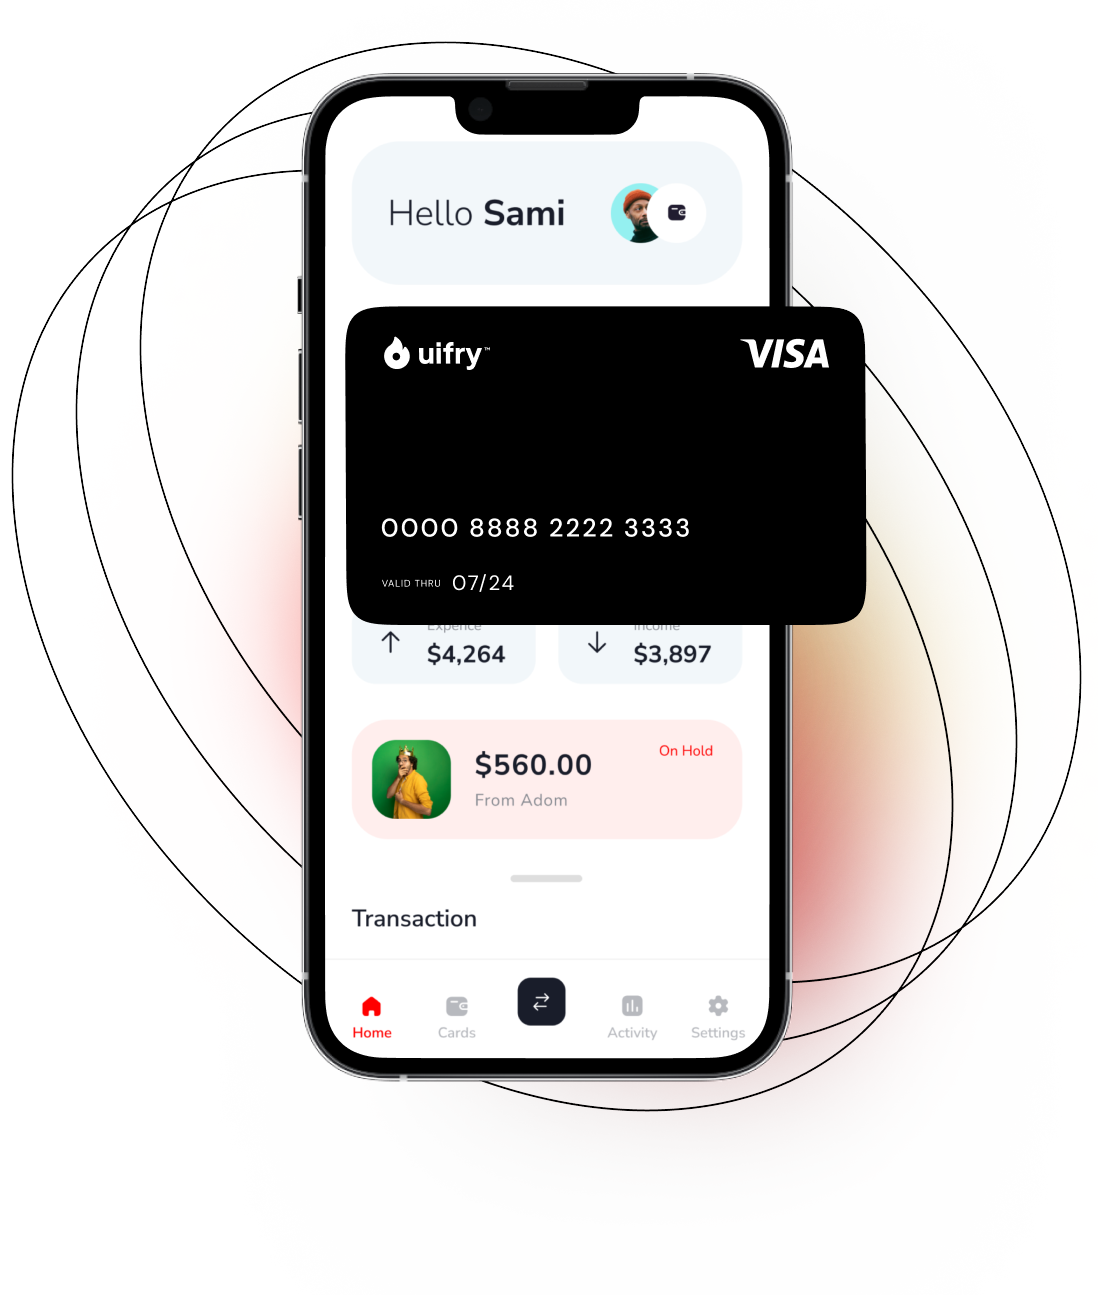 Hello Sami
uifry™
VISA
0000 8888 2222 3333
VALID THRU 07/24
Expence
Income
$4,264
$3,897
$560.00
On Hold
From Adom
Transaction
Home
Cards
Activity
Settings